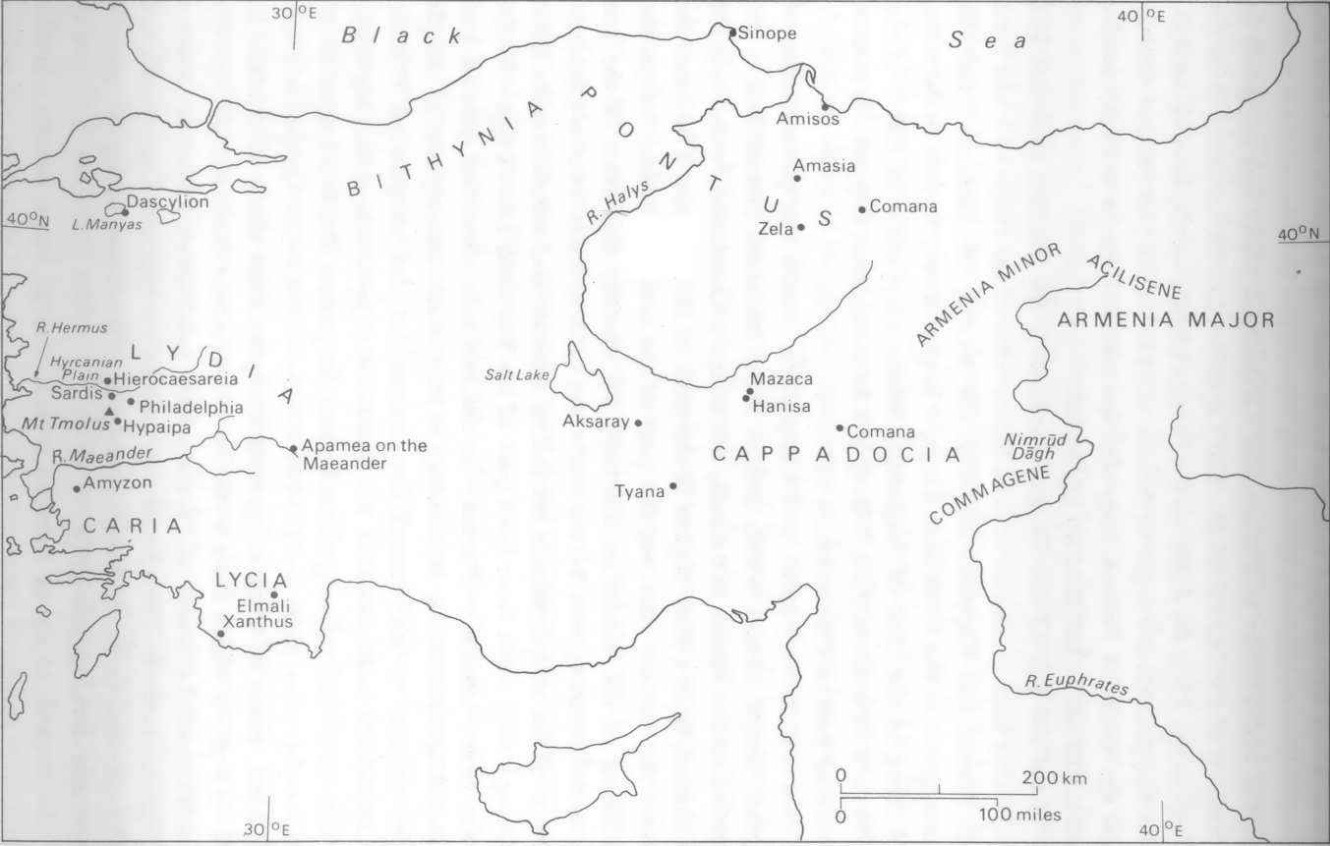 30°E
40°E
Black Sea
Sinope
Amisos
BITHYNIA
PONTUS
Amasia
R. Halys
Comana
Zela
Dascylion
L. Manyas
40°N
40°N
ARMENIA MINOR
ACILISENE
ARMENIA MAJOR
R. Hermus
LYDIA
Hyrcanian
Plain
Hierocaesareia
Sardis
Philadelphia
Mt Tmolus
Hypaipa
Salt Lake
Mazaca
Hanisa
Aksaray
Comana
R. Maeander
Apamea on the
Maeander
CAPPADOCIA
Nimrūd
Dāgh
COMMAGENE
Amyzon
Tyana
CARIA
LYCIA
Elmali
Xanthus
R. Euphrates
0 200 km
0 100 miles
30°E
40°E